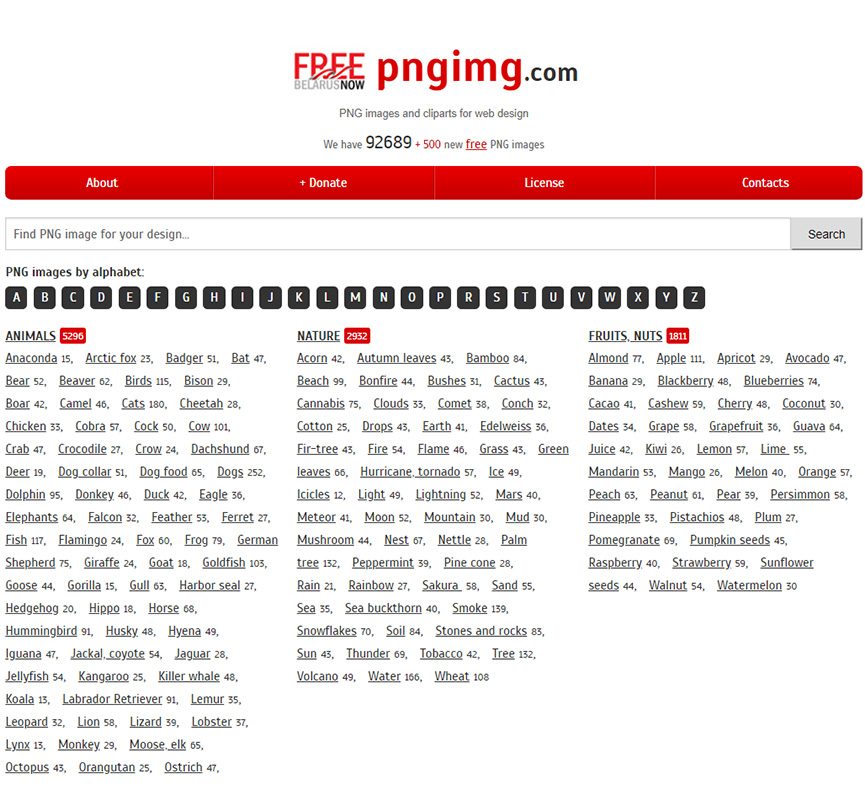 FREE
BELARUSNOW
pngimg.com
PNG images and cliparts for web design
We have 92689 + 500 new free PNG images
About + Donate License Contacts
Find PNG image for your design... Search
PNG images by alphabet:
A B C D E F G H I J K L M N O P R S T U V W X Y Z
ANIMALS 5296
Anaconda 15, Arctic fox 23, Badger 51, Bat 47,
Bear 52, Beaver 62, Birds 115, Bison 29,
Boar 42, Camel 46, Cats 180, Cheetah 28,
Chicken 33, Cobra 57, Cock 50, Cow 101,
Crab 47, Crocodile 27, Crow 24, Dachshund 67,
Deer 19, Dog collar 51, Dog food 65, Dogs 252,
Dolphin 95, Donkey 46, Duck 42, Eagle 36,
Elephants 64, Falcon 32, Feather 53, Ferret 27,
Fish 117, Flamingo 24, Fox 60, Frog 79, German
Shepherd 75, Giraffe 24, Goat 18, Goldfish 103,
Goose 44, Gorilla 15, Gull 63, Harbor seal 27,
Hedgehog 20, Hippo 18, Horse 68,
Hummingbird 91, Husky 48, Hyena 49,
Iguana 47, Jackal, coyote 54, Jaguar 28,
Jellyfish 54, Kangaroo 25, Killer whale 48,
Koala 13, Labrador Retriever 91, Lemur 35,
Leopard 32, Lion 58, Lizard 39, Lobster 37,
Lynx 13, Monkey 29, Moose, elk 65,
Octopus 43, Orangutan 25, Ostrich 47,
NATURE 2932
Acorn 42, Autumn leaves 43, Bamboo 84,
Beach 99, Bonfire 44, Bushes 31, Cactus 43,
Cannabis 75, Clouds 33, Comet 38, Conch 32,
Cotton 25, Drops 43, Earth 41, Edelweiss 36,
Fir-tree 43, Fire 54, Flame 46, Grass 43, Green
leaves 66, Hurricane, tornado 57, Ice 49,
Icicles 12, Light 49, Lightning 52, Mars 40,
Meteor 41, Moon 52, Mountain 30, Mud 30,
Mushroom 44, Nest 67, Nettle 28, Palm
tree 132, Peppermint 39, Pine cone 28,
Rain 21, Rainbow 27, Sakura 58, Sand 55,
Sea 35, Sea buckthorn 40, Smoke 139,
Snowflakes 70, Soil 84, Stones and rocks 83,
Sun 43, Thunder 69, Tobacco 42, Tree 132,
Volcano 49, Water 166, Wheat 108
FRUITS, NUTS 1811
Almond 77, Apple 111, Apricot 29, Avocado 47,
Banana 29, Blackberry 48, Blueberries 74,
Cacao 41, Cashew 59, Cherry 48, Coconut 30,
Dates 34, Grape 58, Grapefruit 36, Guava 64,
Juice 42, Kiwi 26, Lemon 57, Lime 55,
Mandarin 53, Mango 26, Melon 40, Orange 57,
Peach 63, Peanut 61, Pear 39, Persimmon 58,
Pineapple 33, Pistachios 48, Plum 27,
Pomegranate 69, Pumpkin seeds 45,
Raspberry 40, Strawberry 59, Sunflower
seeds 44, Walnut 54, Watermelon 30